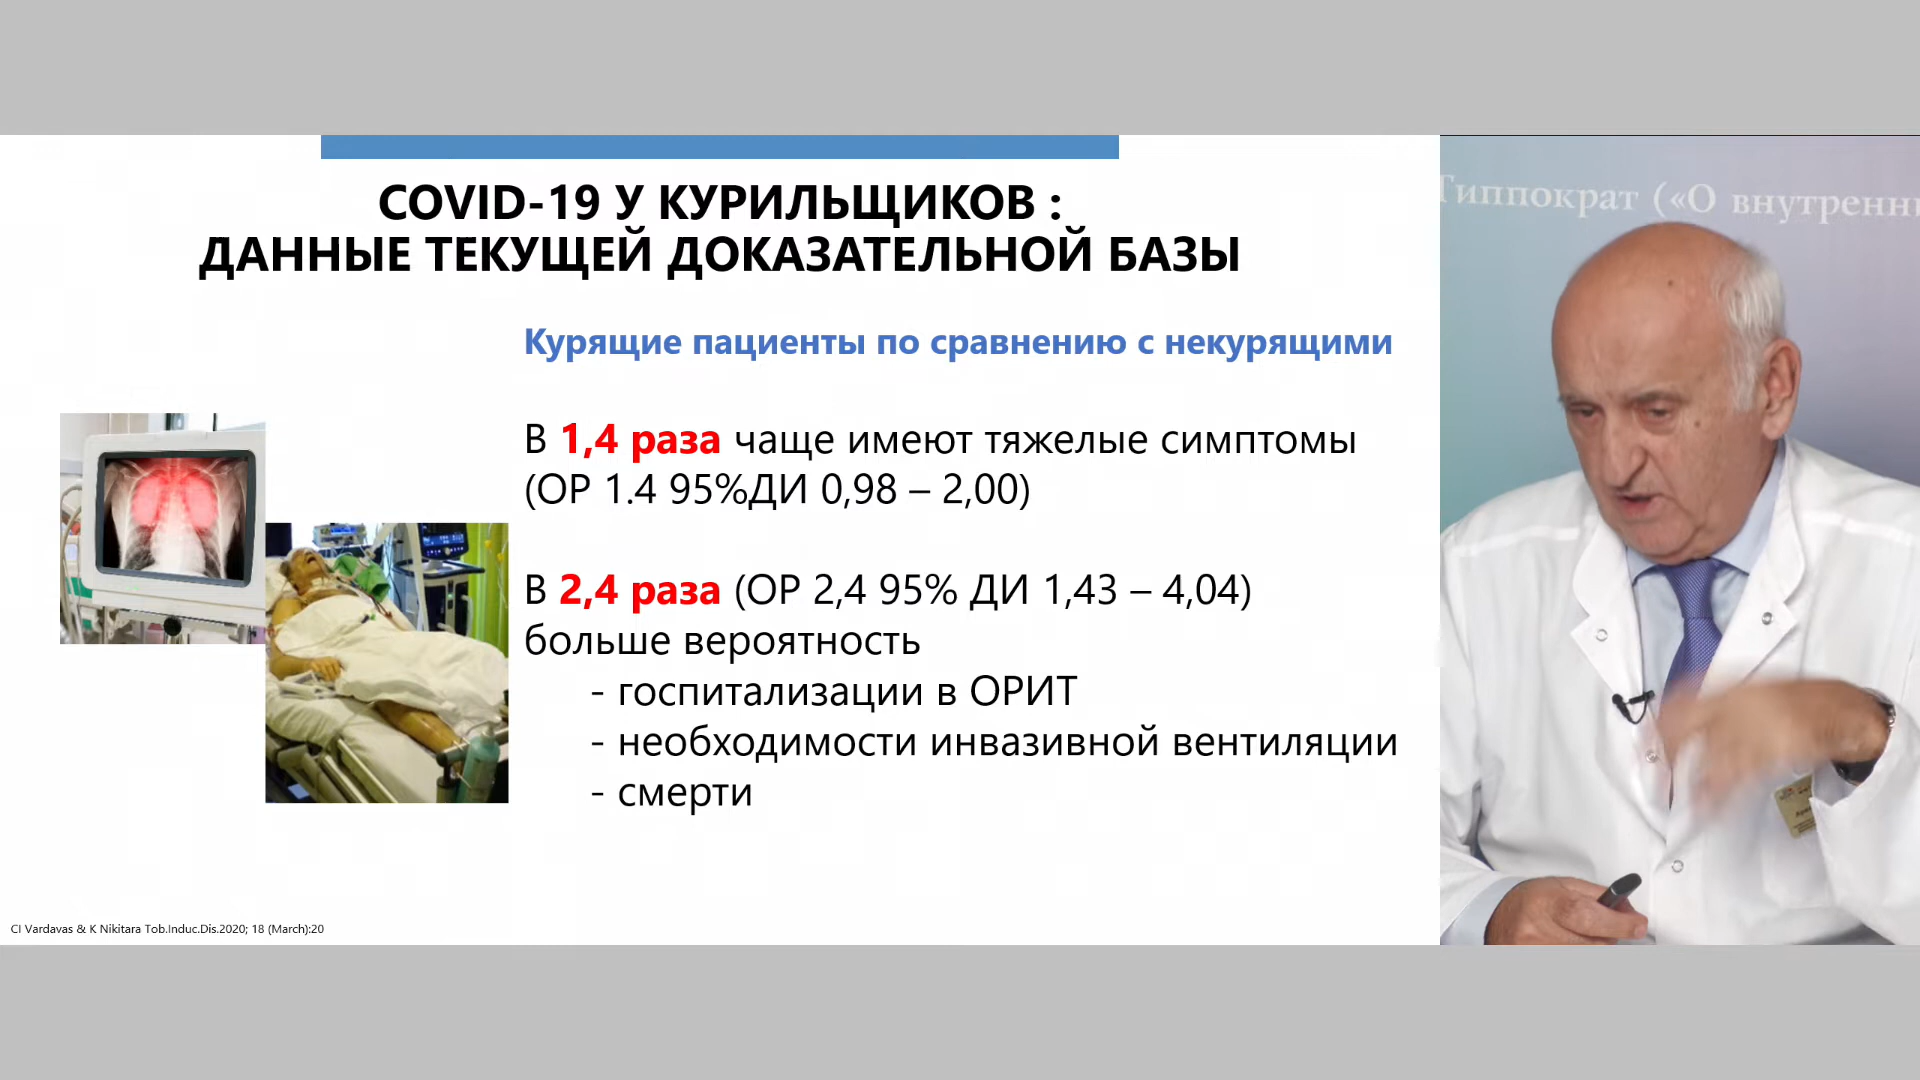 COVID-19 У КУРИЛЬЩИКОВ :
ДАННЫЕ ТЕКУЩЕЙ ДОКАЗАТЕЛЬНОЙ БАЗЫ
Курящие пациенты по сравнению с некурящими
В 1,4 раза чаще имеют тяжелые симптомы
(ОР 1.4 95%ДИ 0,98 – 2,00)
В 2,4 раза (ОР 2,4 95% ДИ 1,43 – 4,04)
больше вероятность
- госпитализации в ОРИТ
- необходимости инвазивной вентиляции
- смерти
CI Vardavas & K Nikitara Tob.Induc.Dis.2020; 18 (March):20
Гиппократ («О